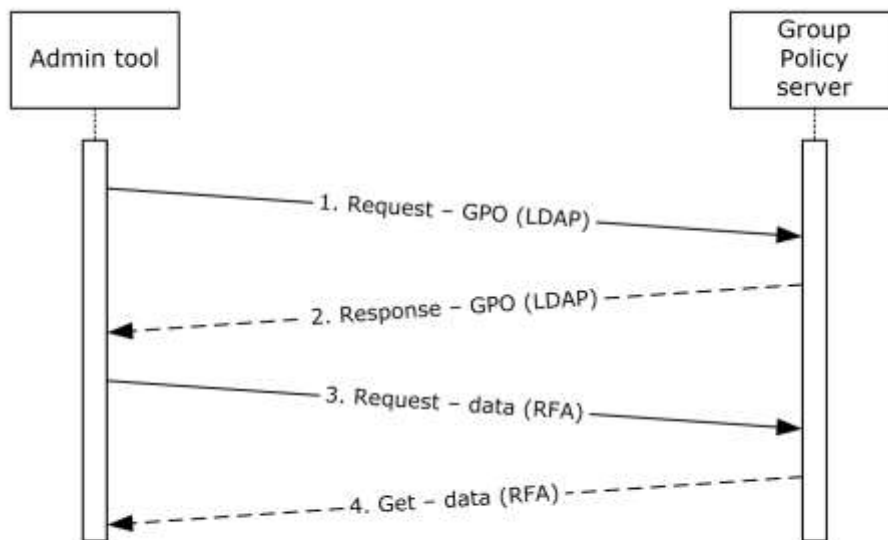 Admin tool
Group
Policy
server
1. Request – GPO (LDAP)
2. Response – GPO (LDAP)
3. Request – data (RFA)
4. Get – data (RFA)